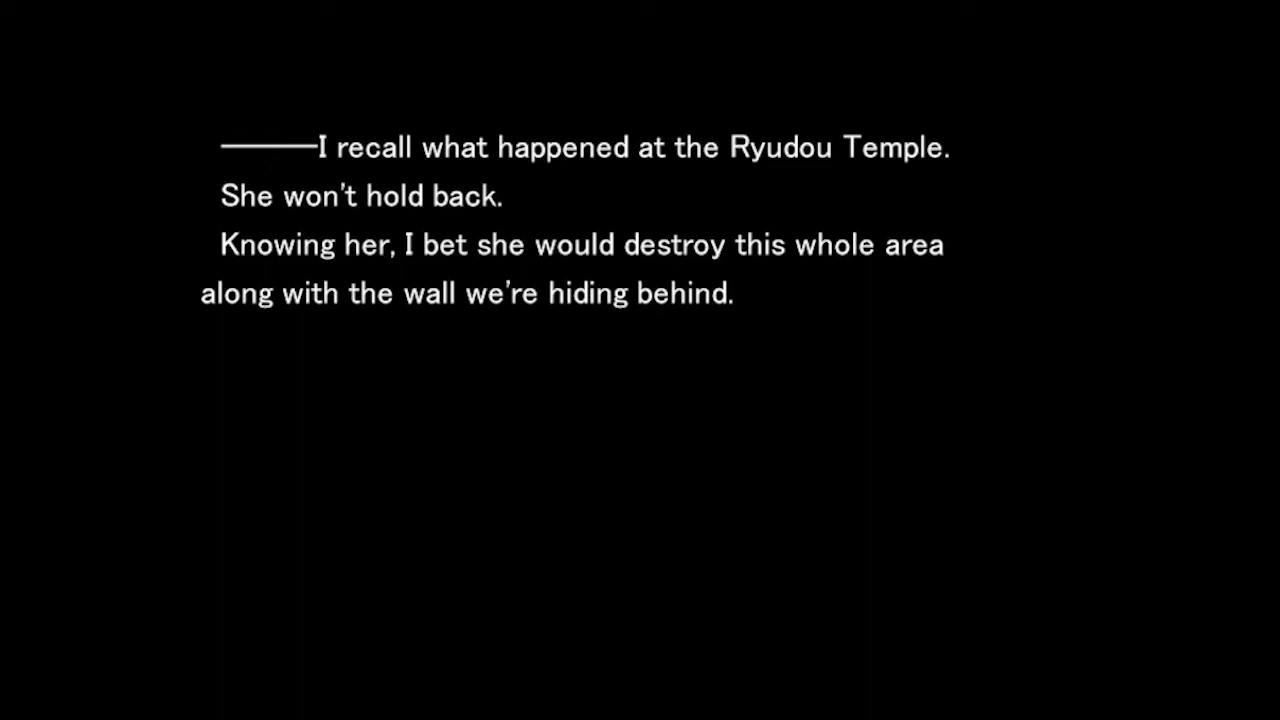 ―――I recall what happened at the Ryudou Temple.
She won't hold back.
Knowing her, I bet she would destroy this whole area
along with the wall we're hiding behind.